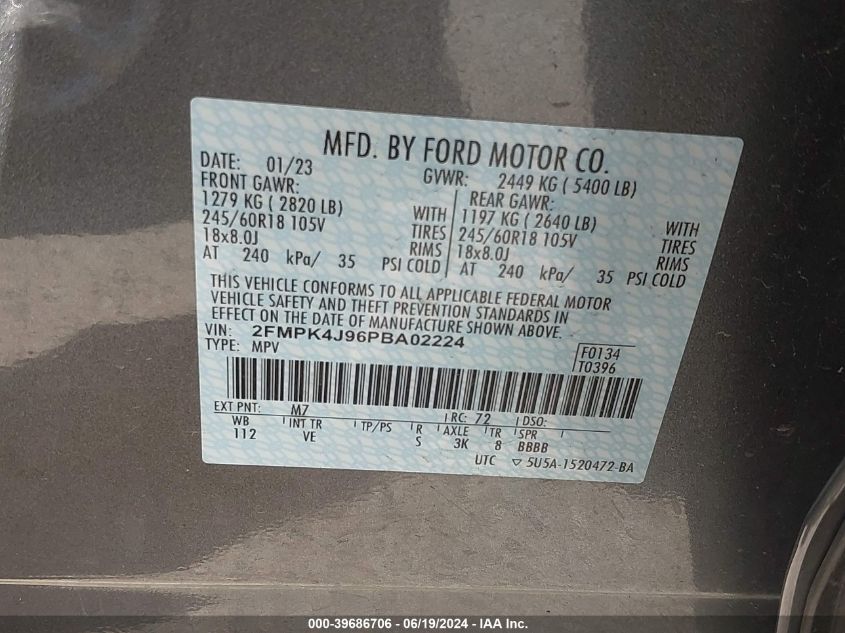 MFD. BY FORD MOTOR CO.
DATE: 01/23 GVWR: 2449 KG ( 5400 LB)
FRONT GAWR: REAR GAWR:
1279 KG ( 2820 LB) WITH 1197 KG ( 2640 LB) WITH
245/60R18 105V TIRES 245/60R18 105V TIRES
18x8.0J RIMS 18x8.0J RIMS
AT 240 kPa/ 35 PSI COLD AT 240 kPa/ 35 PSI COLD
THIS VEHICLE CONFORMS TO ALL APPLICABLE FEDERAL MOTOR
VEHICLE SAFETY AND THEFT PREVENTION STANDARDS IN
EFFECT ON THE DATE OF MANUFACTURE SHOWN ABOVE.
VIN: 2FMPK4J96PBA02224
TYPE: MPV F0134
T0396
EXT PNT: M7 RC: 72 DSO:
WB INT TR TP/PS R AXLE TR SPR
112 VE S 3K 8 BBBB
UTC ▽ 5U5A-1520472-BA
000-39686706 - 06/19/2024 - IAA Inc.